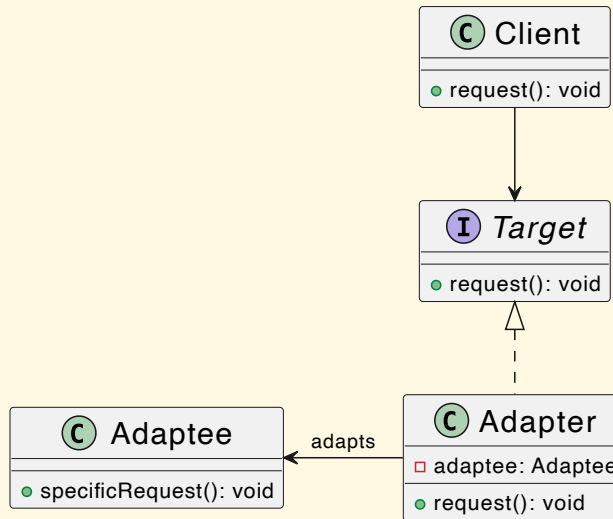 C Client
request(): void
I Target
request(): void
C Adaptee
specificRequest(): void
adapts
C Adapter
adaptee: Adaptee
request(): void